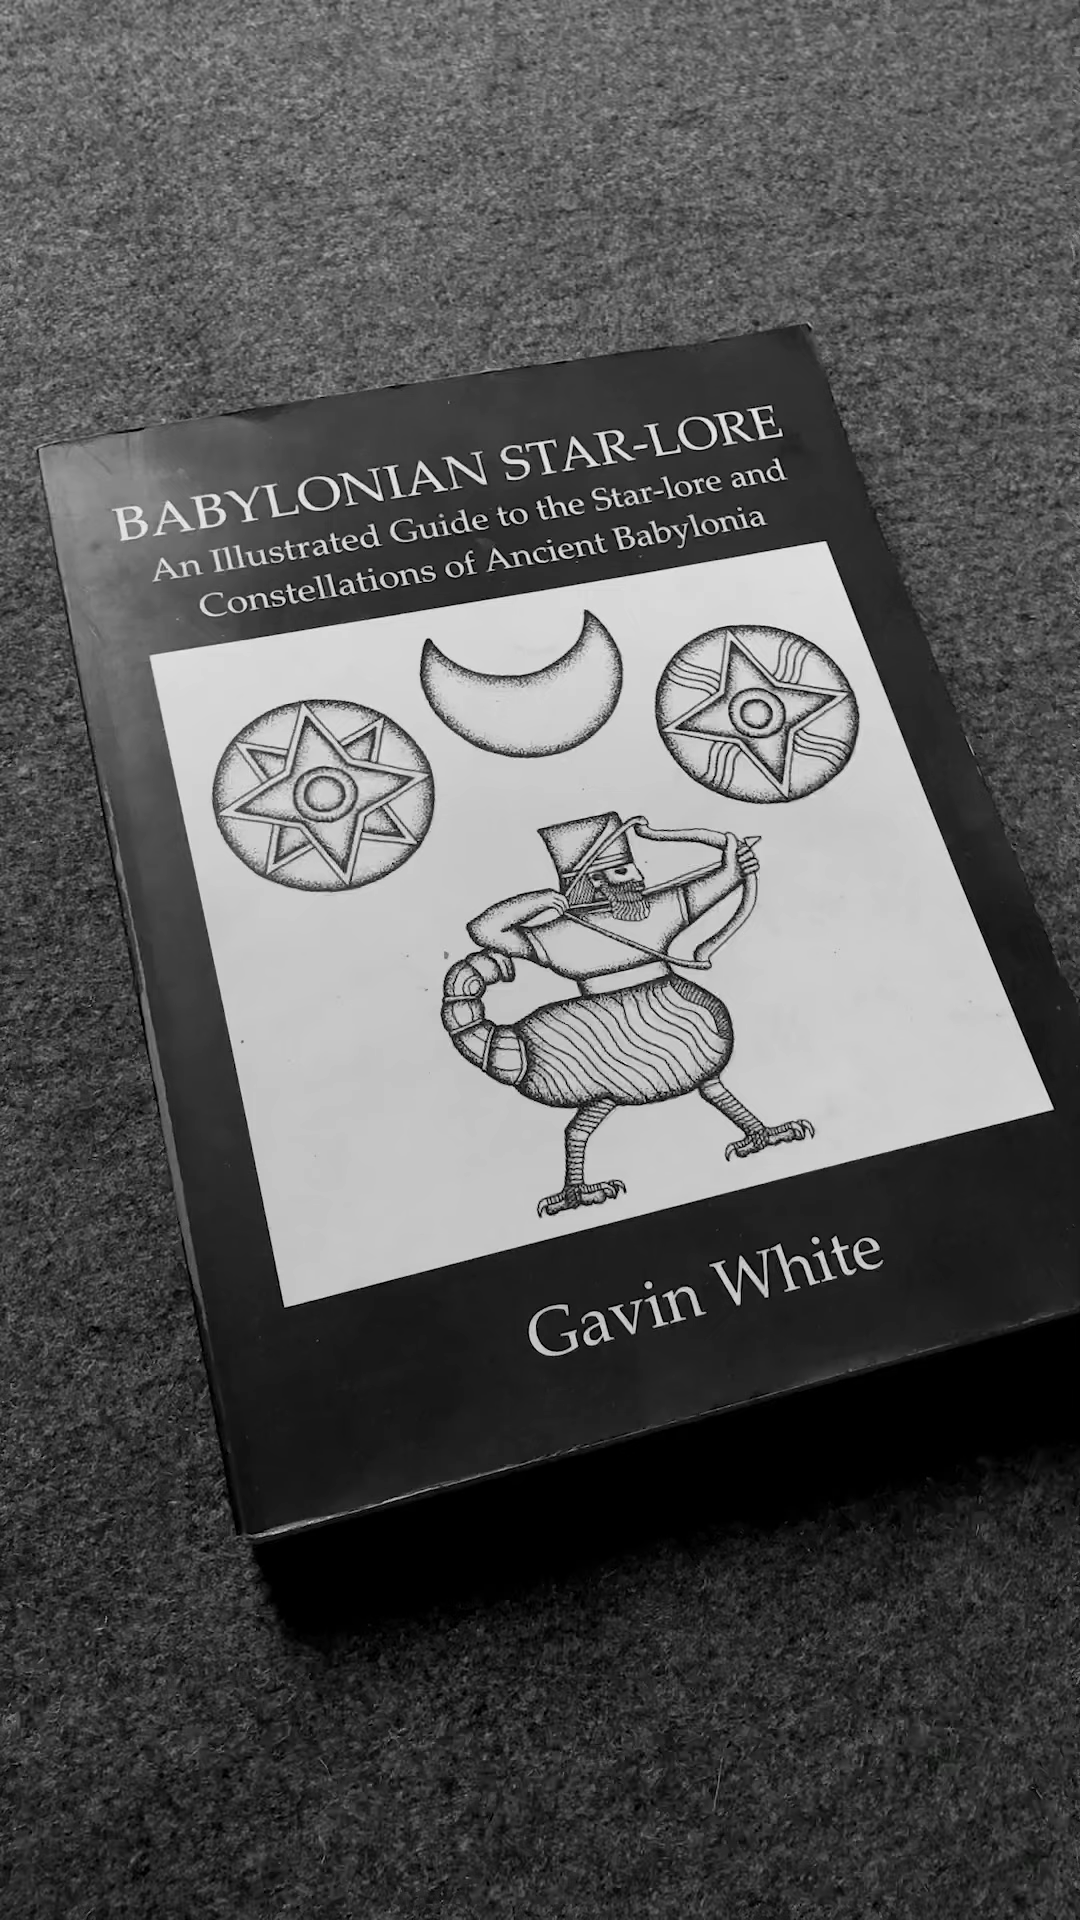 BABYLONIAN STAR-LORE
An Illustrated Guide to the Star-lore and
Constellations of Ancient Babylonia
Gavin White